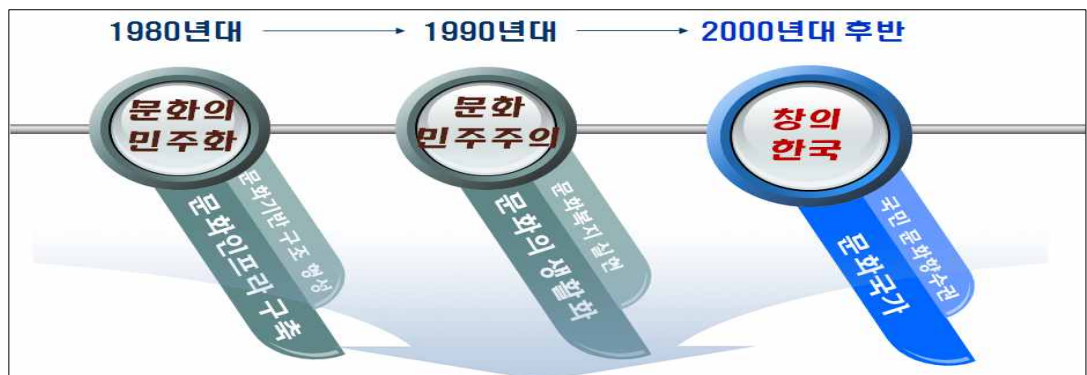 1980년대
1990년대
2000년대 후반
문화의
민주화
문화
민주주의
창의
한국
문화인프라 구축
문화기반 구조 형성
문화의 생활화
문화복지 실현
문화국가
국민 문화향수권